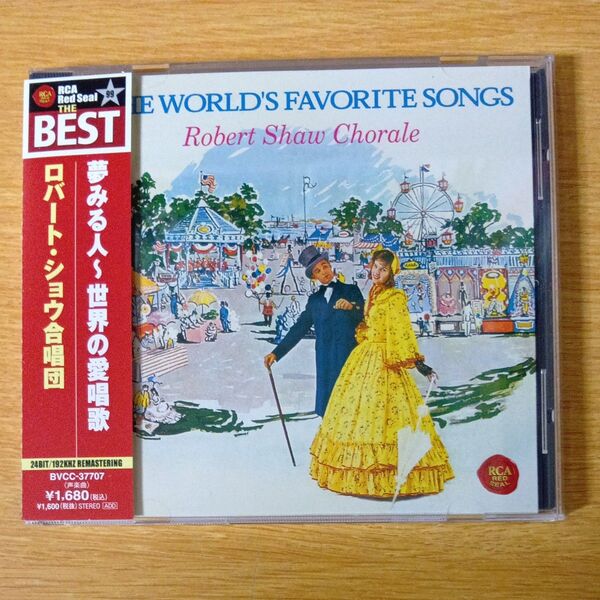 RCA
Red Seal
THE
BEST
99
RCA
夢みる人~世界の愛唱歌
ロバート・ショウ合唱団
24BIT/192KHZ REMASTERING
BVCC-37707
(声楽曲)
¥1,680(税込)
¥1,600(税抜) STEREO ADD
HE WORLD'S FAVORITE SONGS
Robert Shaw Chorale
RCA
RED
SEAL